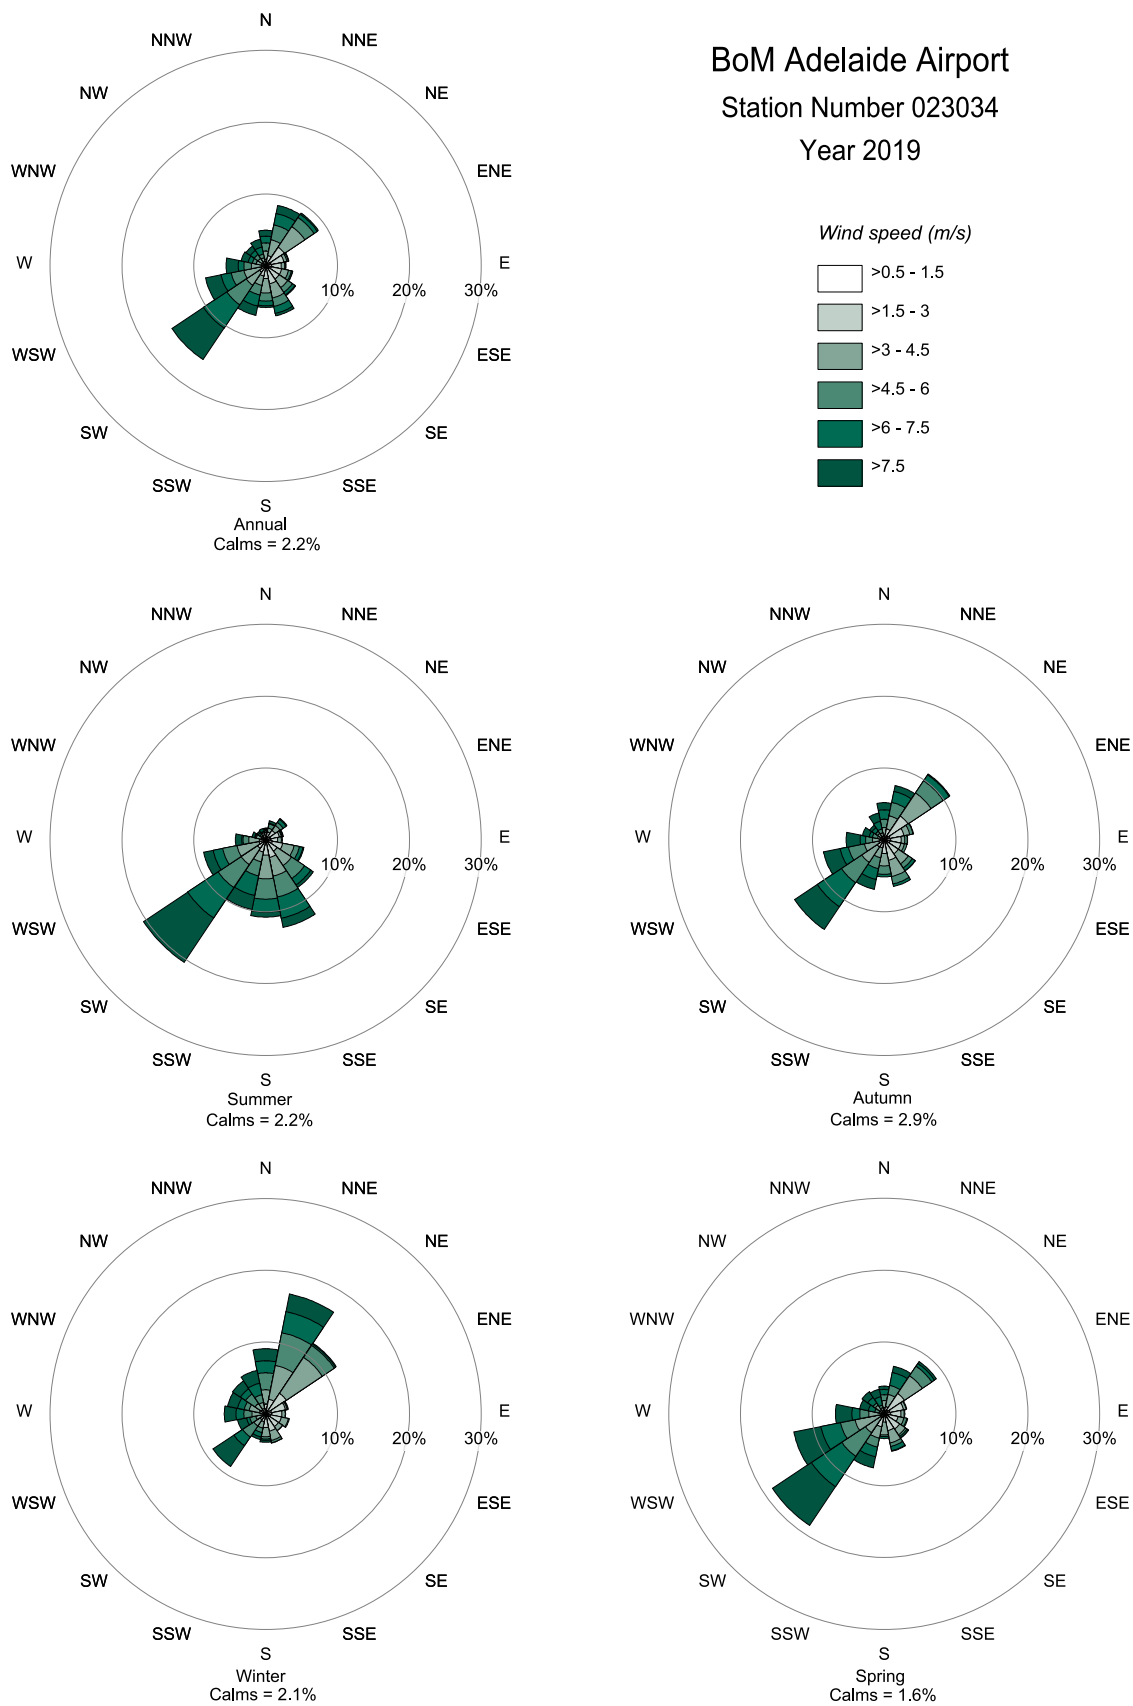 BoM Adelaide Airport
Station Number 023034
Year 2019
Wind speed (m/s)
>0.5 - 1.5
>1.5 - 3
>3 - 4.5
>4.5 - 6
>6 - 7.5
>7.5
N
NNW NNE
NW NE
WNW ENE
W E
10% 20% 30%
WSW ESE
SW SE
SSW SSE
S
Annual
Calms = 2.2%
N
NNW NNE
NW NE
WNW ENE
W E
10% 20% 30%
WSW ESE
SW SE
SSW SSE
S
Summer
Calms = 2.2%
N
NNW NNE
NW NE
WNW ENE
W E
10% 20% 30%
WSW ESE
SW SE
SSW SSE
S
Autumn
Calms = 2.9%
N
NNW NNE
NW NE
WNW ENE
W E
10% 20% 30%
WSW ESE
SW SE
SSW SSE
S
Winter
Calms = 2.1%
N
NNW NNE
NW NE
WNW ENE
W E
10% 20% 30%
WSW ESE
SW SE
SSW SSE
S
Spring
Calms = 1.6%